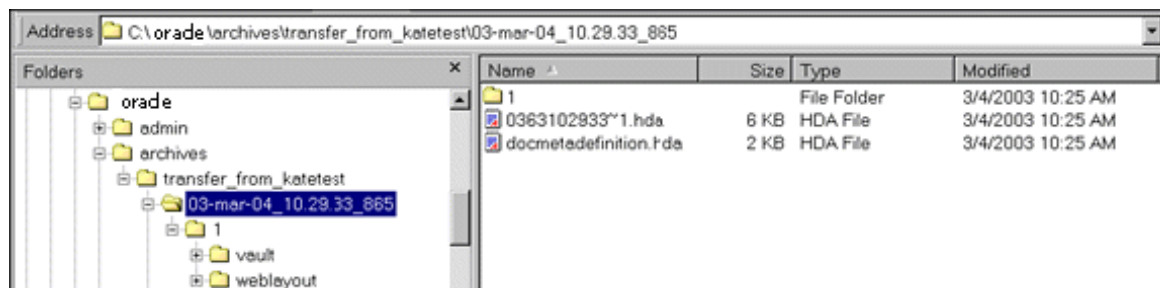 Address C:\oracle\archives\transfer_from_katetest\03-mar-04_10.29.33_865
Folders ×
oracle
admin
archives
transfer_from_katetest
03-mar-04_10.29.33_865
1
vault
weblayout
Name Size Type Modified
1 File Folder 3/4/2003 10:25 AM
0363102933~1.hda 6 KB HDA File 3/4/2003 10:25 AM
docmetadefinition.hda 2 KB HDA File 3/4/2003 10:25 AM